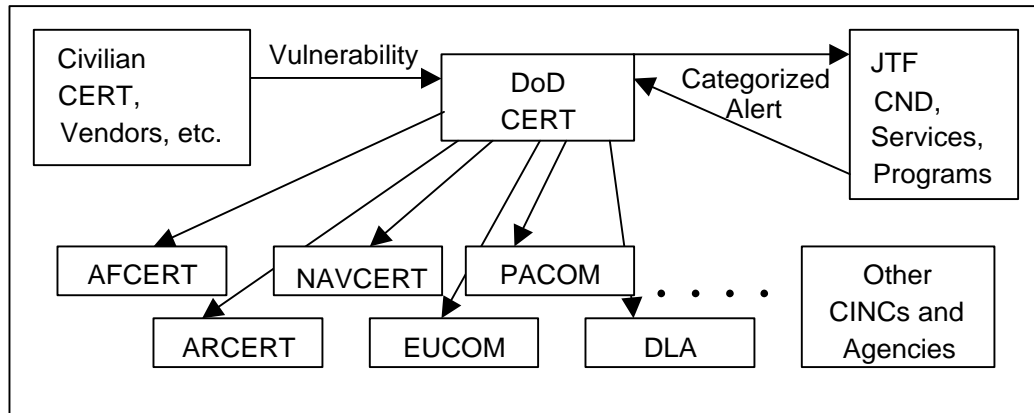 Civilian
CERT,
Vendors, etc.
Vulnerability
DoD
CERT
Categorized
Alert
JTF
CND,
Services,
Programs
AFCERT
NAVCERT
PACOM
. . . .
ARCERT
EUCOM
DLA
Other
CINCs and
Agencies